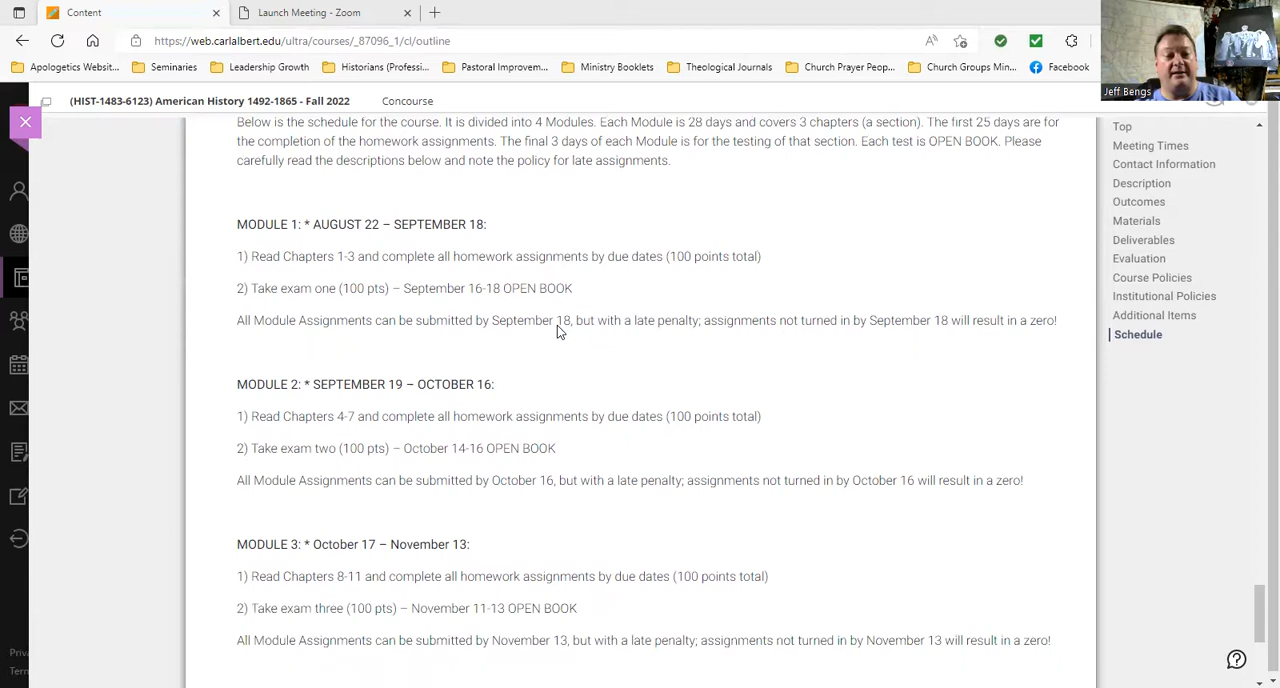 Content
Launch Meeting - Zoom
https://web.carlalbert.edu/ultra/courses/_87096_1/cl/outline
Apologetics Websit...
Seminaries
Leadership Growth
Historians (Professi...
self Improvem...
Ministry Booklets
Theological Journals
Church Prayer Peop...
Church Groups Min...
Facebook
Jeff Bengs
(HIST-1483-6123) American History 1492-1865 - Fall 2022
Concourse
Below is the schedule for the course. It is divided into 4 Modules. Each Module is 28 days and covers 3 chapters (a section). The first 25 days are for
the completion of the homework assignments. The final 3 days of each Module is for the testing of that section. Each test is OPEN BOOK. Please
carefully read the descriptions below and note the policy for late assignments.
MODULE 1: * AUGUST 22 – SEPTEMBER 18:
1) Read Chapters 1-3 and complete all homework assignments by due dates (100 points total)
2) Take exam one (100 pts) – September 16-18 OPEN BOOK
All Module Assignments can be submitted by September 18, but with a late penalty; assignments not turned in by September 18 will result in a zero!
MODULE 2: * SEPTEMBER 19 – OCTOBER 16:
1) Read Chapters 4-7 and complete all homework assignments by due dates (100 points total)
2) Take exam two (100 pts) – October 14-16 OPEN BOOK
All Module Assignments can be submitted by October 16, but with a late penalty; assignments not turned in by October 16 will result in a zero!
MODULE 3: * October 17 – November 13:
1) Read Chapters 8-11 and complete all homework assignments by due dates (100 points total)
2) Take exam three (100 pts) – November 11-13 OPEN BOOK
All Module Assignments can be submitted by November 13, but with a late penalty; assignments not turned in by November 13 will result in a zero!
Top
Meeting Times
Contact Information
Description
Outcomes
Materials
Deliverables
Evaluation
Course Policies
Institutional Policies
Additional Items
Schedule
Priva
Term